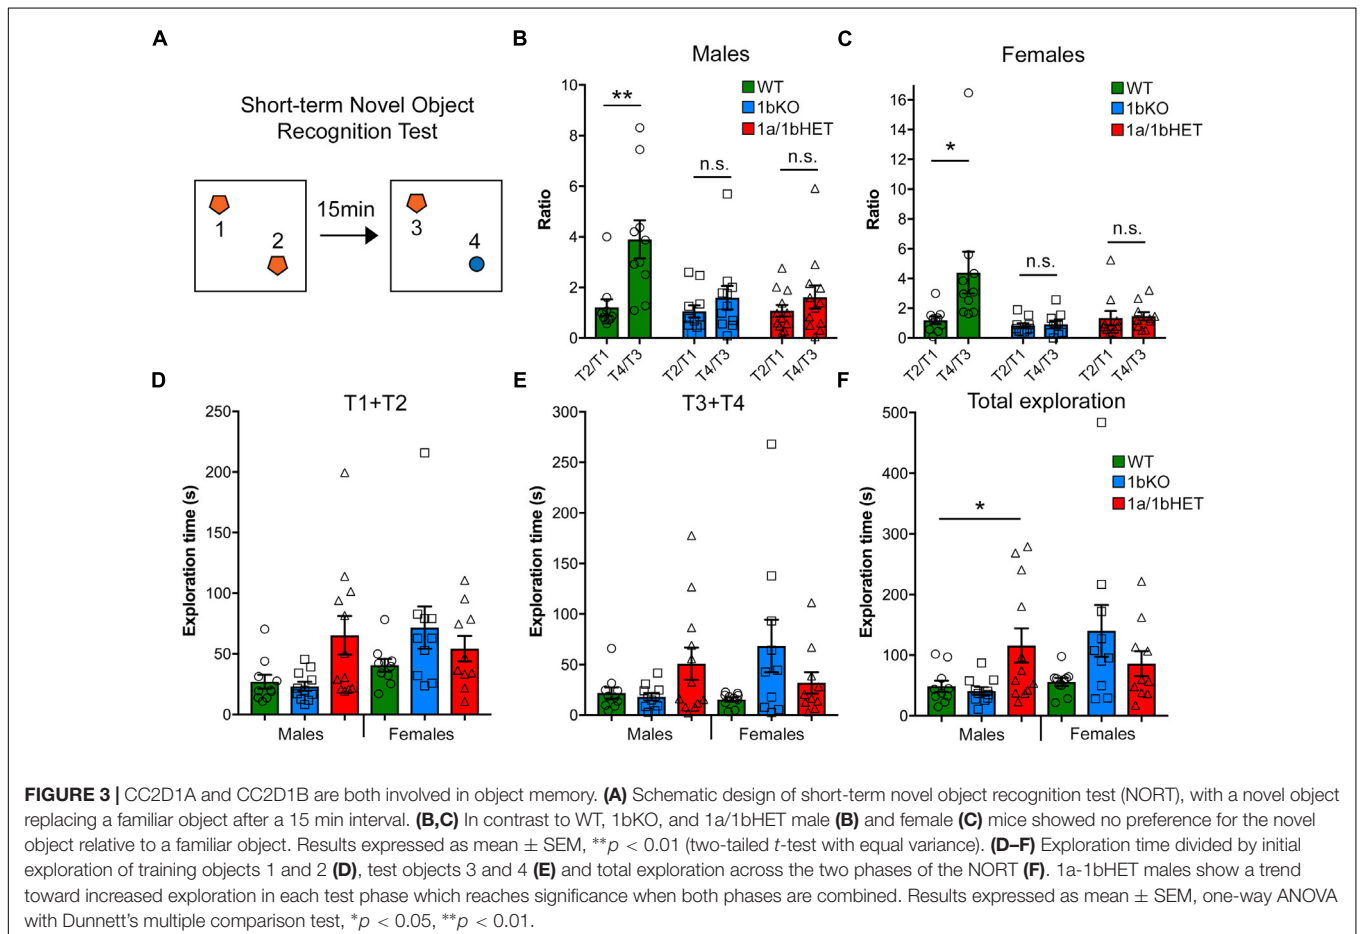 A
Short-term Novel Object
Recognition Test
1
2
15min
3
4
B
Males
WT
1bKO
1a/1bHET
Ratio
10
8
6
4
2
0
**
n.s.
n.s.
T2/T1
T4/T3
T2/T1
T4/T3
T2/T1
T4/T3
C
Females
WT
1bKO
1a/1bHET
Ratio
16
14
12
10
8
6
4
2
0
*
n.s.
n.s.
T2/T1
T4/T3
T2/T1
T4/T3
T2/T1
T4/T3
D
T1+T2
Exploration time (s)
250
200
150
100
50
0
Males
Females
E
T3+T4
Exploration time (s)
300
250
200
150
100
50
0
Males
Females
F
Total exploration
Exploration time (s)
500
400
300
200
100
0
*
WT
1bKO
1a/1bHET
Males
Females
FIGURE 3 | CC2D1A and CC2D1B are both involved in object memory. (A) Schematic design of short-term novel object recognition test (NORT), with a novel object
replacing a familiar object after a 15 min interval. (B,C) In contrast to WT, 1bKO, and 1a/1bHET male (B) and female (C) mice showed no preference for the novel
object relative to a familiar object. Results expressed as mean ± SEM, **p < 0.01 (two-tailed t-test with equal variance). (D–F) Exploration time divided by initial
exploration of training objects 1 and 2 (D), test objects 3 and 4 (E) and total exploration across the two phases of the NORT (F). 1a-1bHET males show a trend
toward increased exploration in each test phase which reaches significance when both phases are combined. Results expressed as mean ± SEM, one-way ANOVA
with Dunnett's multiple comparison test, *p < 0.05, **p < 0.01.